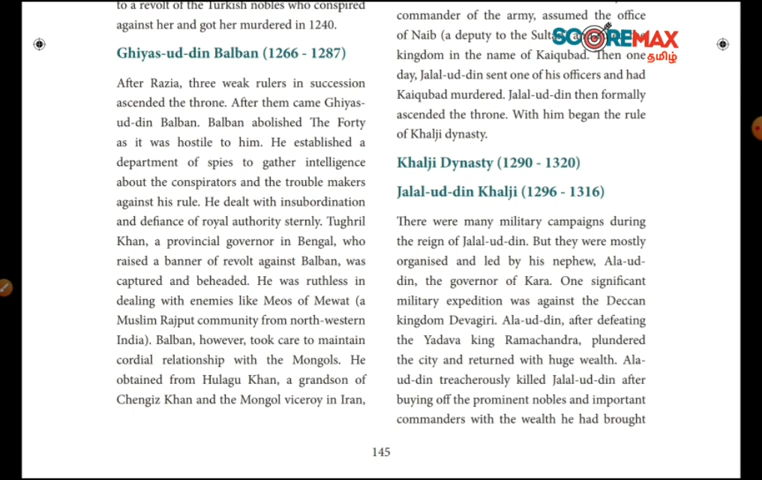 to a revolt of the Turkish nobles who conspired
against her and got her murdered in 1240.
Ghiyas-ud-din Balban (1266 - 1287)
After Razia, three weak rulers in succession
ascended the throne. After them came Ghiyas-
ud-din Balban. Balban abolished The Forty
as it was hostile to him. He established a
department of spies to gather intelligence
about the conspirators and the trouble makers
against his rule. He dealt with insubordination
and defiance of royal authority sternly. Tughril
Khan, a provincial governor in Bengal, who
raised a banner of revolt against Balban, was
captured and beheaded. He was ruthless in
dealing with enemies like Meos of Mewat (a
Muslim Rajput community from north-western
India). Balban, however, took care to maintain
cordial relationship with the Mongols. He
obtained from Hulagu Khan, a grandson of
Chengiz Khan and the Mongol viceroy in Iran,
commander of the army, assumed the office
of Naib (a deputy to the
kingdom in the name of Kaiqubad. Then one
day, Jalal-ud-din sent one of his officers and had
Kaiqubad murdered. Jalal-ud-din then formally
ascended the throne. With him began the rule
of Khalji dynasty.
Khalji Dynasty (1290 - 1320)
Jalal-ud-din Khalji (1296 - 1316)
There were many military campaigns during
the reign of Jalal-ud-din. But they were mostly
organised and led by his nephew, Ala-ud-
din, the governor of Kara. One significant
military expedition was against the Deccan
kingdom Devagiri. Ala-ud-din, after defeating
the Yadava king Ramachandra, plundered
the city and returned with huge wealth. Ala-
ud-din treacherously killed Jalal-ud-din after
buying off the prominent nobles and important
commanders with the wealth he had brought
145
SCOREMAX
தமிழ்